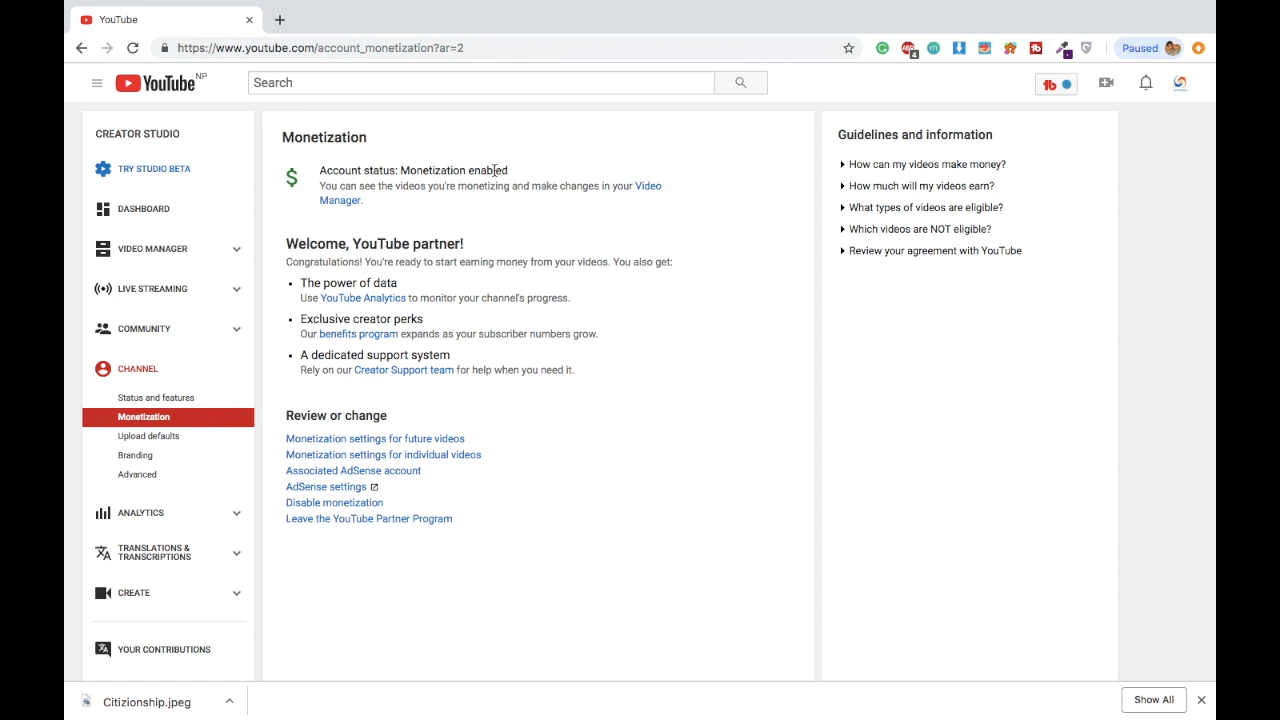 YouTube
https://www.youtube.com/account_monetization?ar=2
4
Paused
YouTube NP
Search
CREATOR STUDIO
TRY STUDIO BETA
DASHBOARD
VIDEO MANAGER
LIVE STREAMING
COMMUNITY
CHANNEL
Status and features
Monetization
Upload defaults
Branding
Advanced
ANALYTICS
TRANSLATIONS &
TRANSCRIPTIONS
CREATE
YOUR CONTRIBUTIONS
Monetization
Account status: Monetization enabled
You can see the videos you're monetizing and make changes in your Video
Manager.
Welcome, YouTube partner!
Congratulations! You're ready to start earning money from your videos. You also get:
The power of data
Use YouTube Analytics to monitor your channel's progress.
Exclusive creator perks
Our benefits program expands as your subscriber numbers grow.
A dedicated support system
Rely on our Creator Support team for help when you need it.
Review or change
Monetization settings for future videos
Monetization settings for individual videos
Associated AdSense account
AdSense settings
Disable monetization
Leave the YouTube Partner Program
Guidelines and information
How can my videos make money?
How much will my videos earn?
What types of videos are eligible?
Which videos are NOT eligible?
Review your agreement with YouTube
Citizionship.jpeg
Show All